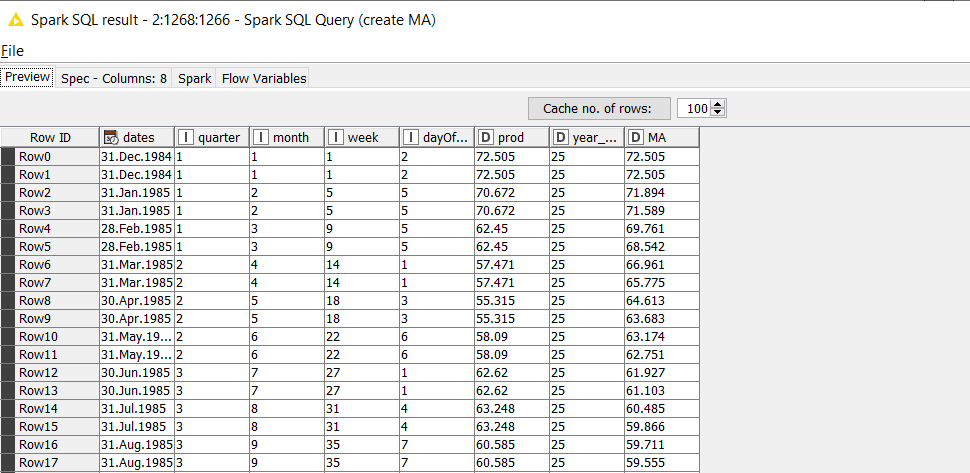 Spark SQL result - 2:1268:1266 - Spark SQL Query (create MA)
File
Preview Spec - Columns: 8 Spark Flow Variables
Cache no. of rows: 100
Row ID dates I quarter I month I week I dayOf... D prod D year_... D MA
Row0 31.Dec.1984 1 1 1 2 72.505 25 72.505
Row1 31.Dec.1984 1 1 1 2 72.505 25 72.505
Row2 31.Jan.1985 1 2 5 5 70.672 25 71.894
Row3 31.Jan.1985 1 2 5 5 70.672 25 71.589
Row4 28.Feb.1985 1 3 9 5 62.45 25 69.761
Row5 28.Feb.1985 1 3 9 5 62.45 25 68.542
Row6 31.Mar.1985 2 4 14 1 57.471 25 66.961
Row7 31.Mar.1985 2 4 14 1 57.471 25 65.775
Row8 30.Apr.1985 2 5 18 3 55.315 25 64.613
Row9 30.Apr.1985 2 5 18 3 55.315 25 63.683
Row10 31.May.19... 2 6 22 6 58.09 25 63.174
Row11 31.May.19... 2 6 22 6 58.09 25 62.751
Row12 30.Jun.1985 3 7 27 1 62.62 25 61.927
Row13 30.Jun.1985 3 7 27 1 62.62 25 61.103
Row14 31.Jul.1985 3 8 31 4 63.248 25 60.485
Row15 31.Jul.1985 3 8 31 4 63.248 25 59.866
Row16 31.Aug.1985 3 9 35 7 60.585 25 59.711
Row17 31.Aug.1985 3 9 35 7 60.585 25 59.555